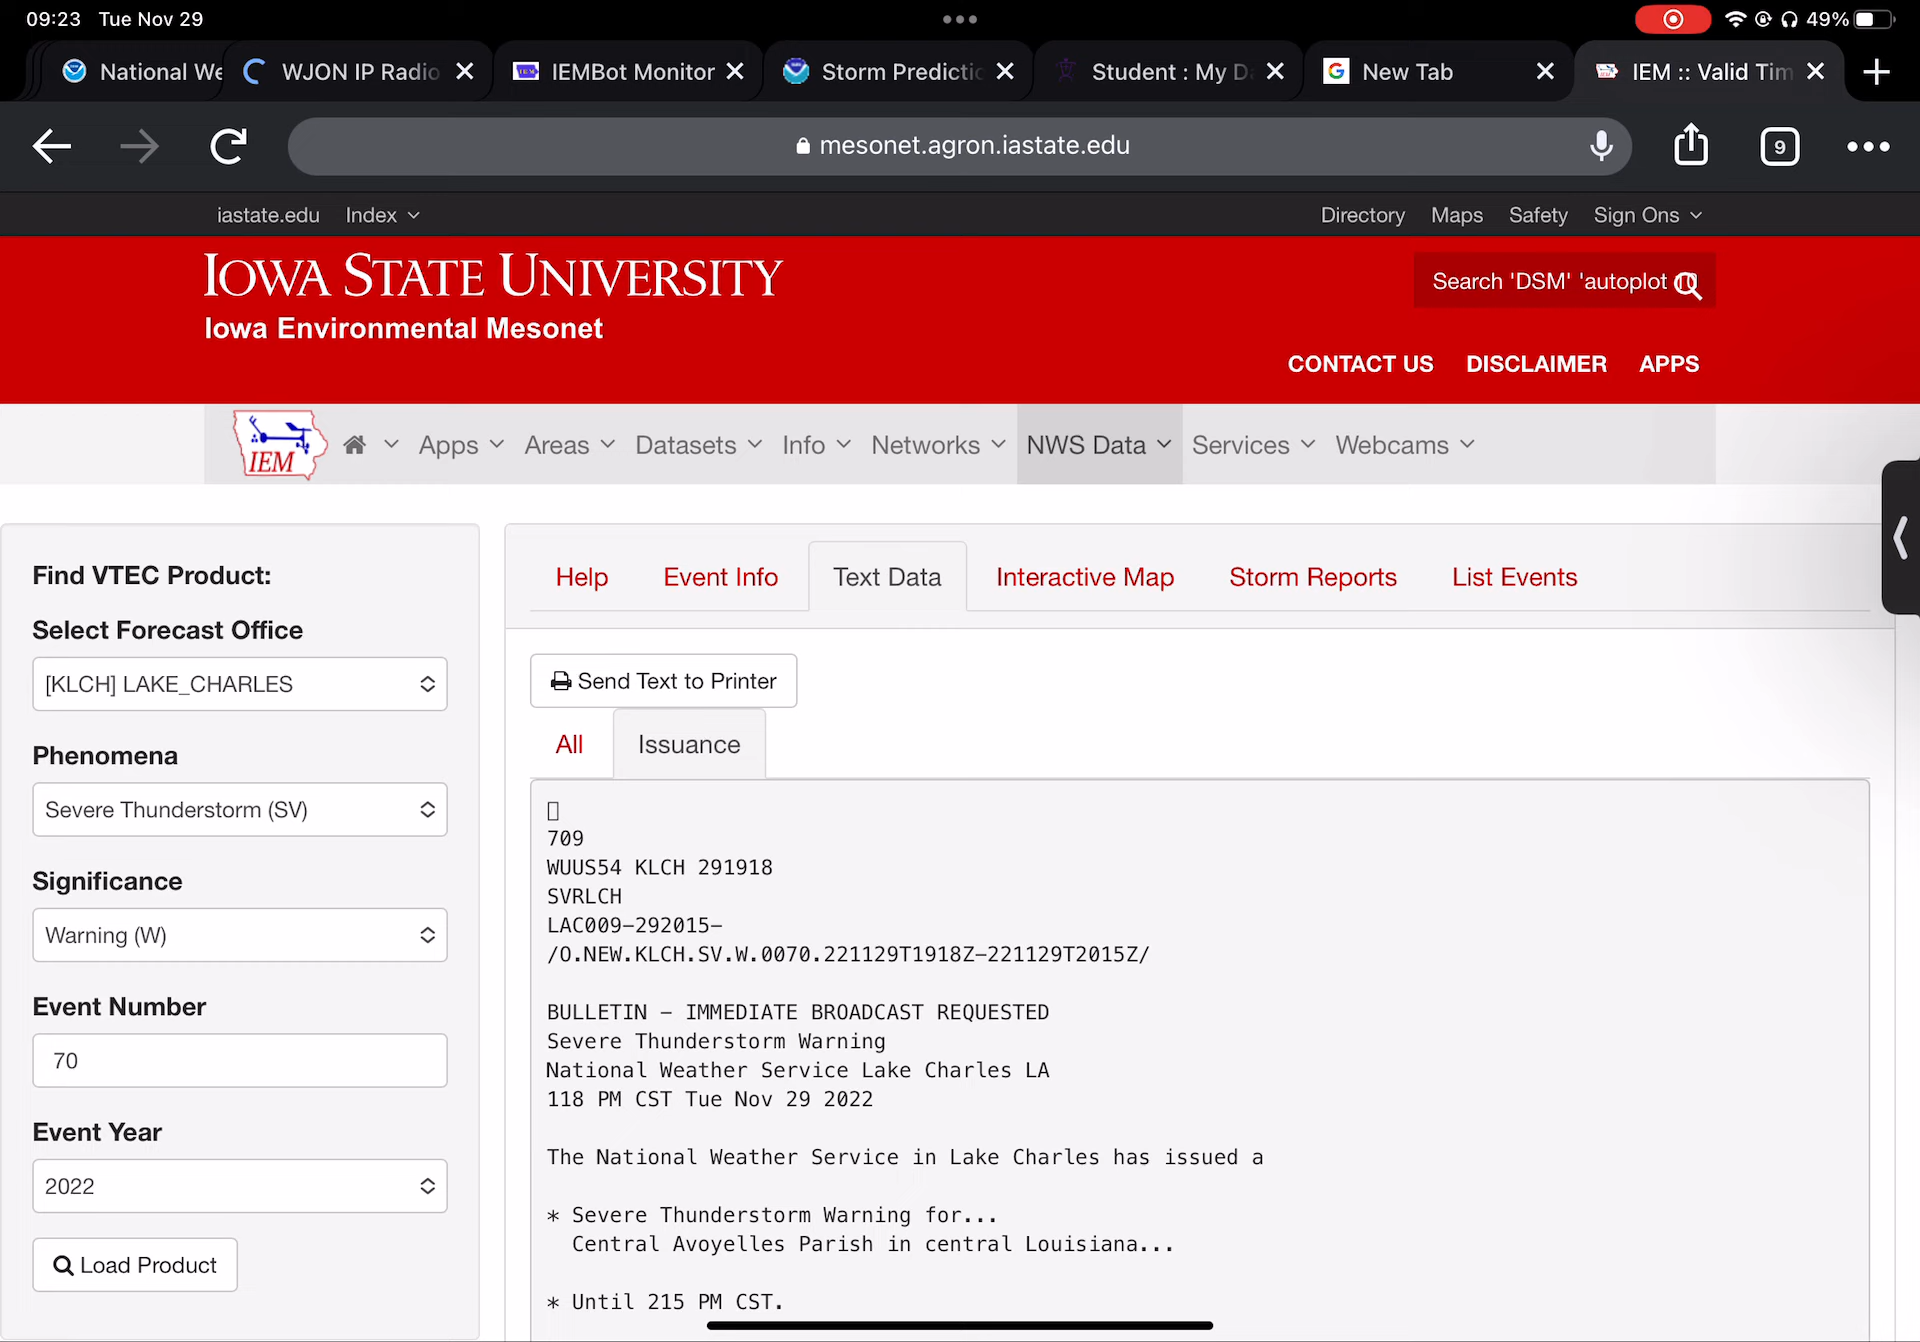 09:23 Tue Nov 29
49%
National We
WJON IP Radio
IEMBot Monitor
Storm Predictic
Student : My Da
New Tab
IEM :: Valid Tim
mesonet.agron.iastate.edu
9
iastate.edu Index
Directory Maps Safety Sign Ons
IOWA STATE UNIVERSITY
Iowa Environmental Mesonet
Search 'DSM' 'autoplot
CONTACT US DISCLAIMER APPS
IEM
Apps Areas Datasets Info Networks NWS Data Services Webcams
Find VTEC Product:
Select Forecast Office
[KLCH] LAKE_CHARLES
Phenomena
Severe Thunderstorm (SV)
Significance
Warning (W)
Event Number
70
Event Year
2022
Load Product
Help Event Info Text Data Interactive Map Storm Reports List Events
Send Text to Printer
All Issuance
709
WUUS54 KLCH 291918
SVRLCH
LAC009-292015-
/O.NEW.KLCH.SV.W.0070.221129T1918Z-221129T2015Z/
BULLETIN - IMMEDIATE BROADCAST REQUESTED
Severe Thunderstorm Warning
National Weather Service Lake Charles LA
118 PM CST Tue Nov 29 2022
The National Weather Service in Lake Charles has issued a
* Severe Thunderstorm Warning for...
Central Avoyelles Parish in central Louisiana...
* Until 215 PM CST.